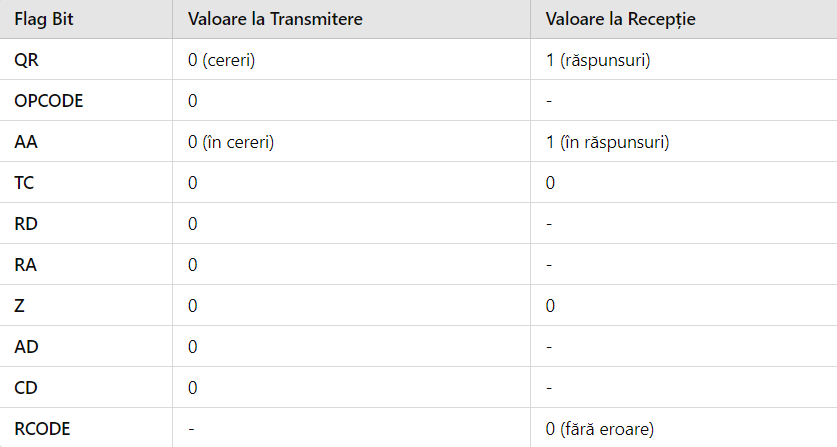 Flag Bit Valoare la Transmitere Valoare la Recepție
QR 0 (cereri) 1 (răspunsuri)
OPCODE 0 -
AA 0 (în cereri) 1 (în răspunsuri)
TC 0 0
RD 0 -
RA 0 -
Z 0 0
AD 0 -
CD 0 -
RCODE - 0 (fără eroare)